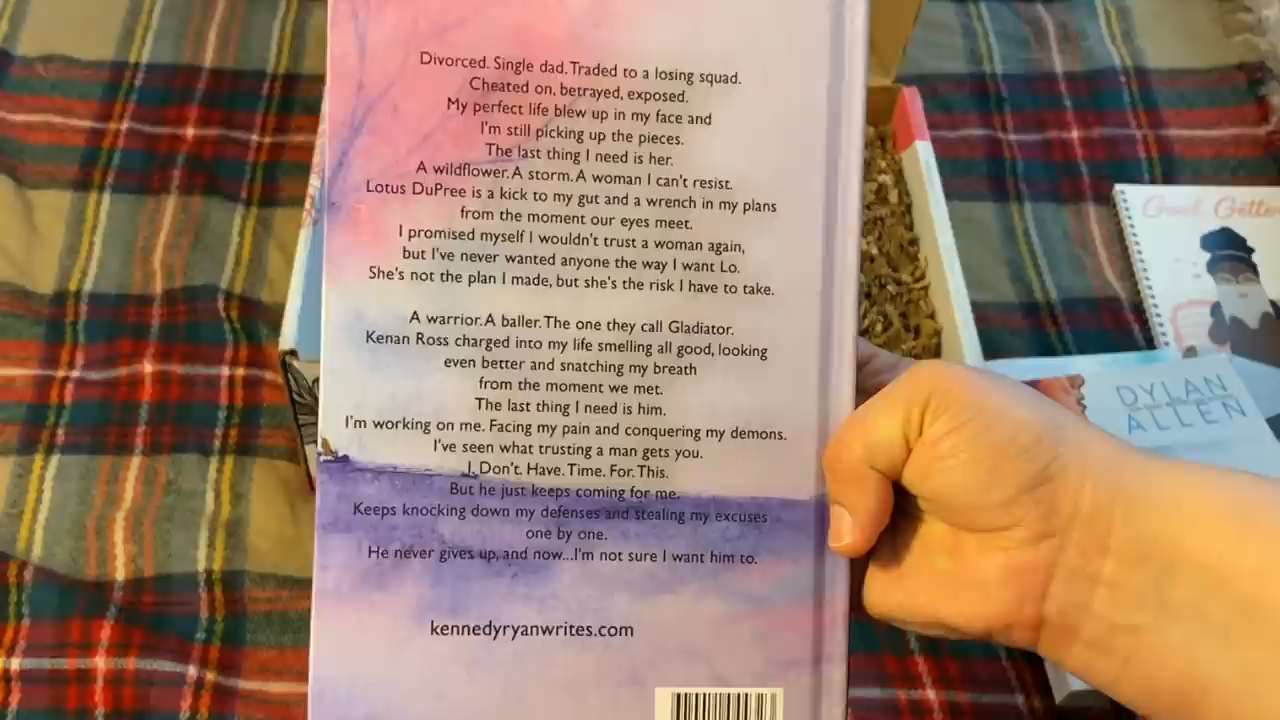 Divorced. Single dad. Traded to a losing squad.
Cheated on, betrayed, exposed.
My perfect life blew up in my face and
I'm still picking up the pieces.
The last thing I need is her.
A wildflower. A storm. A woman I can't resist.
Lotus DuPree is a kick to my gut and a wrench in my plans
from the moment our eyes meet.
I promised myself I wouldn't trust a woman again,
but I've never wanted anyone the way I want Lo.
She's not the plan I made, but she's the risk I have to take.
A warrior. A baller. The one they call Gladiator.
Kenan Ross charged into my life smelling all good, looking
even better and snatching my breath
from the moment we met.
The last thing I need is him.
I'm working on me. Facing my pain and conquering my demons.
I've seen what trusting a man gets you.
I. Don't. Have. Time. For. This.
But he just keeps coming for me.
Keeps knocking down my defenses and stealing my excuses
one by one.
He never gives up, and now...I'm not sure I want him to.
kennedyryanwrites.com
DYLAN
ALLEN